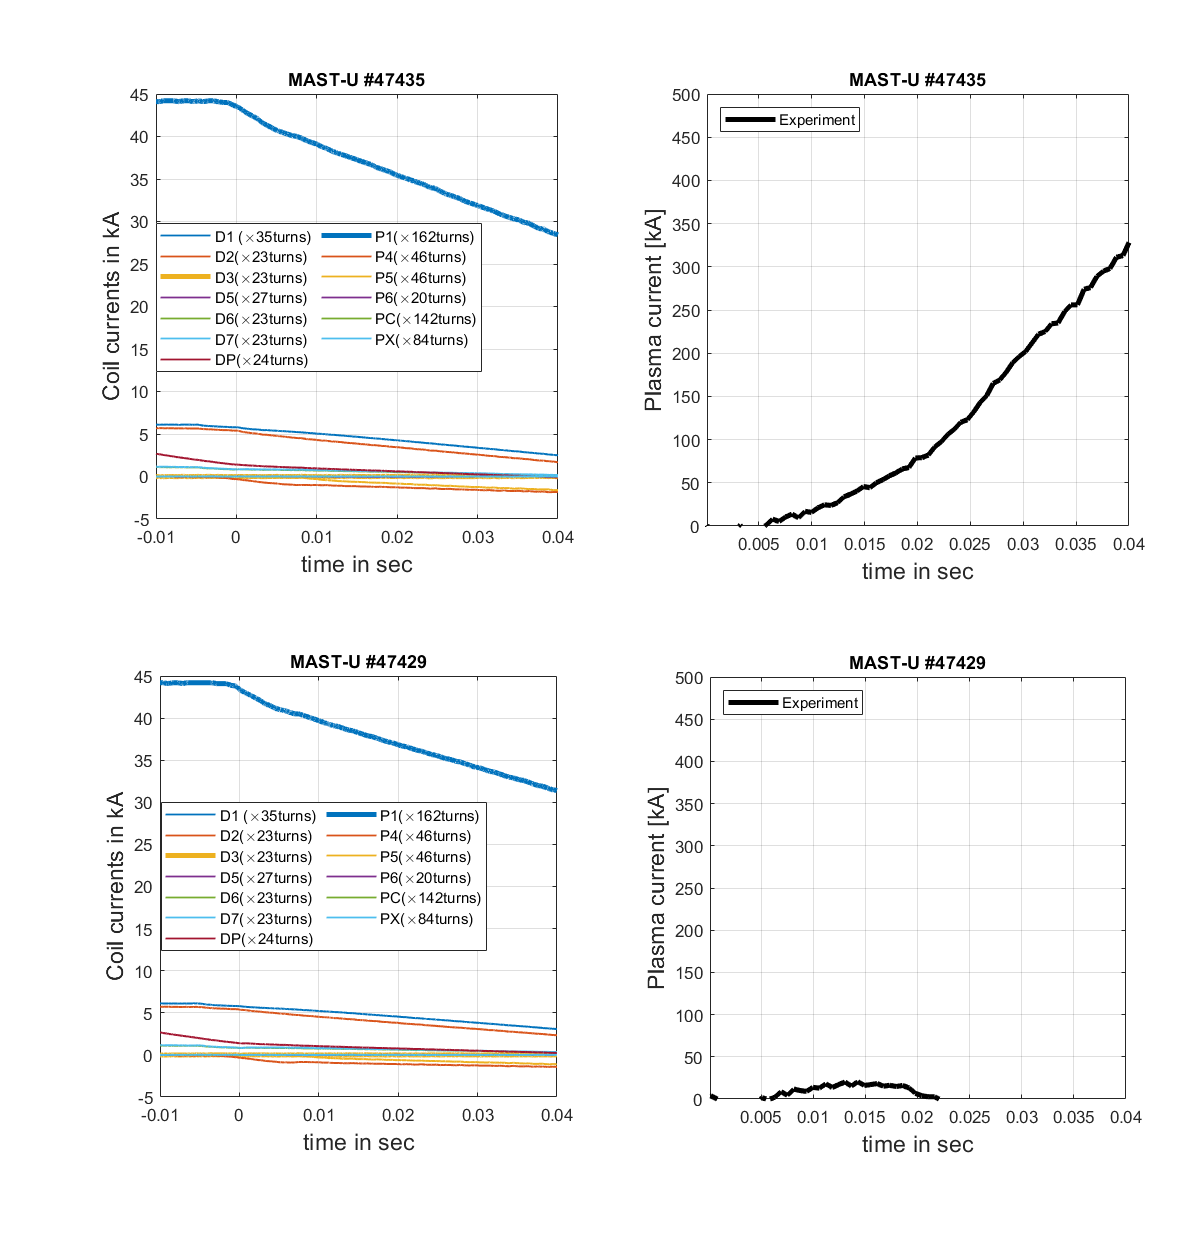 MAST-U #47435
45
40
35
30
25
20
15
10
5
0
-5
Coil currents in kA
D1 (×35turns) P1(×162turns)
D2(×23turns) P4(×46turns)
D3(×23turns) P5(×46turns)
D5(×27turns) P6(×20turns)
D6(×23turns) PC(×142turns)
D7(×23turns) PX(×84turns)
DP(×24turns)
-0.01 0 0.01 0.02 0.03 0.04
time in sec
MAST-U #47435
500
450
400
350
300
250
200
150
100
50
0
Plasma current [kA]
Experiment
0.005 0.01 0.015 0.02 0.025 0.03 0.035 0.04
time in sec
MAST-U #47429
45
40
35
30
25
20
15
10
5
0
-5
Coil currents in kA
D1 (×35turns) P1(×162turns)
D2(×23turns) P4(×46turns)
D3(×23turns) P5(×46turns)
D5(×27turns) P6(×20turns)
D6(×23turns) PC(×142turns)
D7(×23turns) PX(×84turns)
DP(×24turns)
-0.01 0 0.01 0.02 0.03 0.04
time in sec
MAST-U #47429
500
450
400
350
300
250
200
150
100
50
0
Plasma current [kA]
Experiment
0.005 0.01 0.015 0.02 0.025 0.03 0.035 0.04
time in sec